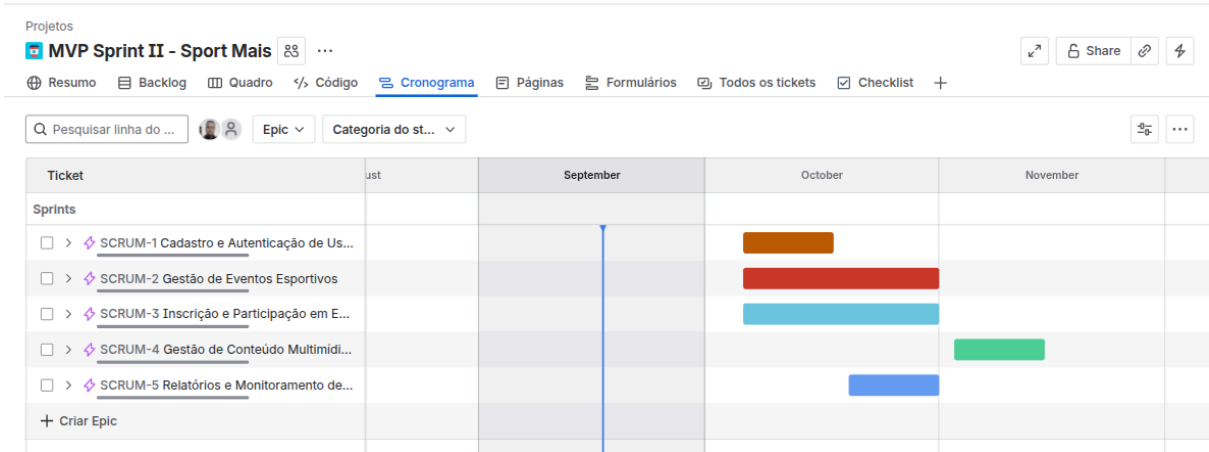 Projetos
MVP Sprint II - Sport Mais
Share
Resumo Backlog Quadro Código Cronograma Páginas Formulários Todos os tickets Checklist
Pesquisar linha do ... Epic Categoria do st...
Ticket ust September October November
Sprints
SCRUM-1 Cadastro e Autenticação de Us...
SCRUM-2 Gestão de Eventos Esportivos
SCRUM-3 Inscrição e Participação em E...
SCRUM-4 Gestão de Conteúdo Multimídi...
SCRUM-5 Relatórios e Monitoramento de...
+ Criar Epic